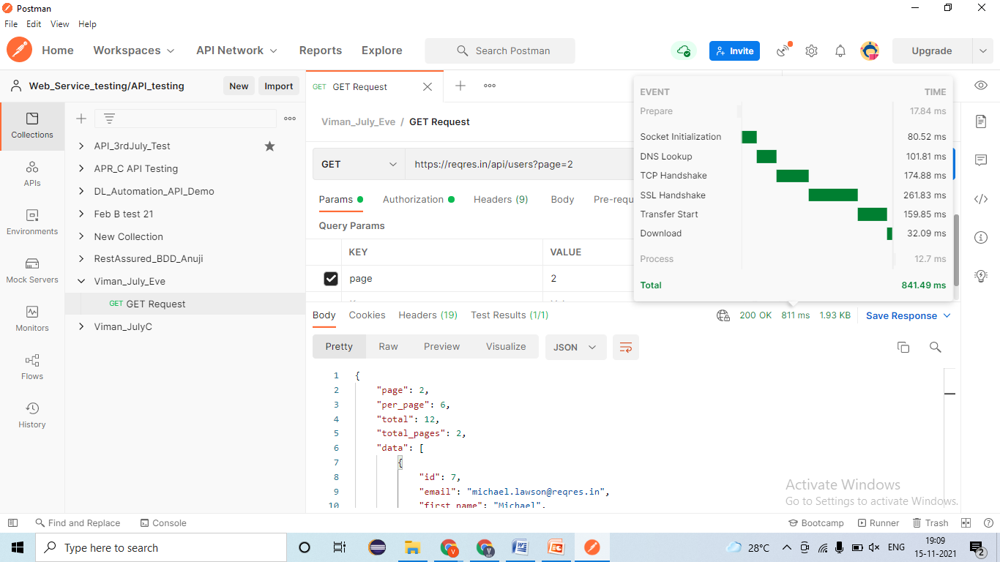 Postman
File Edit View Help
Home Workspaces API Network Reports Explore Search Postman Invite Upgrade
Web_Service_testing/API_testing New Import
GET GET Request
Collections
APIs
Environments
Mock Servers
Monitors
Flows
History
API_3rdJuly_Test
APR_C API Testing
DL_Automation_API_Demo
Feb B test 21
New Collection
RestAssured_BDD_Anuji
Viman_July_Eve
GET GET Request
Viman_JulyC
Viman_July_Eve / GET Request
GET https://reqres.in/api/users?page=2
Params Authorization Headers (9) Body Pre-requ
Query Params
KEY VALUE
page 2
EVENT TIME
Prepare 17.84 ms
Socket Initialization 80.52 ms
DNS Lookup 101.81 ms
TCP Handshake 174.88 ms
SSL Handshake 261.83 ms
Transfer Start 159.85 ms
Download 32.09 ms
Process 12.7 ms
Total 841.49 ms
Body Cookies Headers (19) Test Results (1/1) 200 OK 811 ms 1.93 KB Save Response
Pretty Raw Preview Visualize JSON
1 {
2 "page": 2,
3 "per_page": 6,
4 "total": 12,
5 "total_pages": 2,
6 "data": [
7 {
8 "id": 7,
9 "email": "michael.lawson@reqres.in",
10 "first_name": "Michael",
Activate Windows
Go to Settings to activate Windows.
Find and Replace Console Bootcamp Runner Trash
Type here to search 28°C ENG 19:09
15-11-2021 2